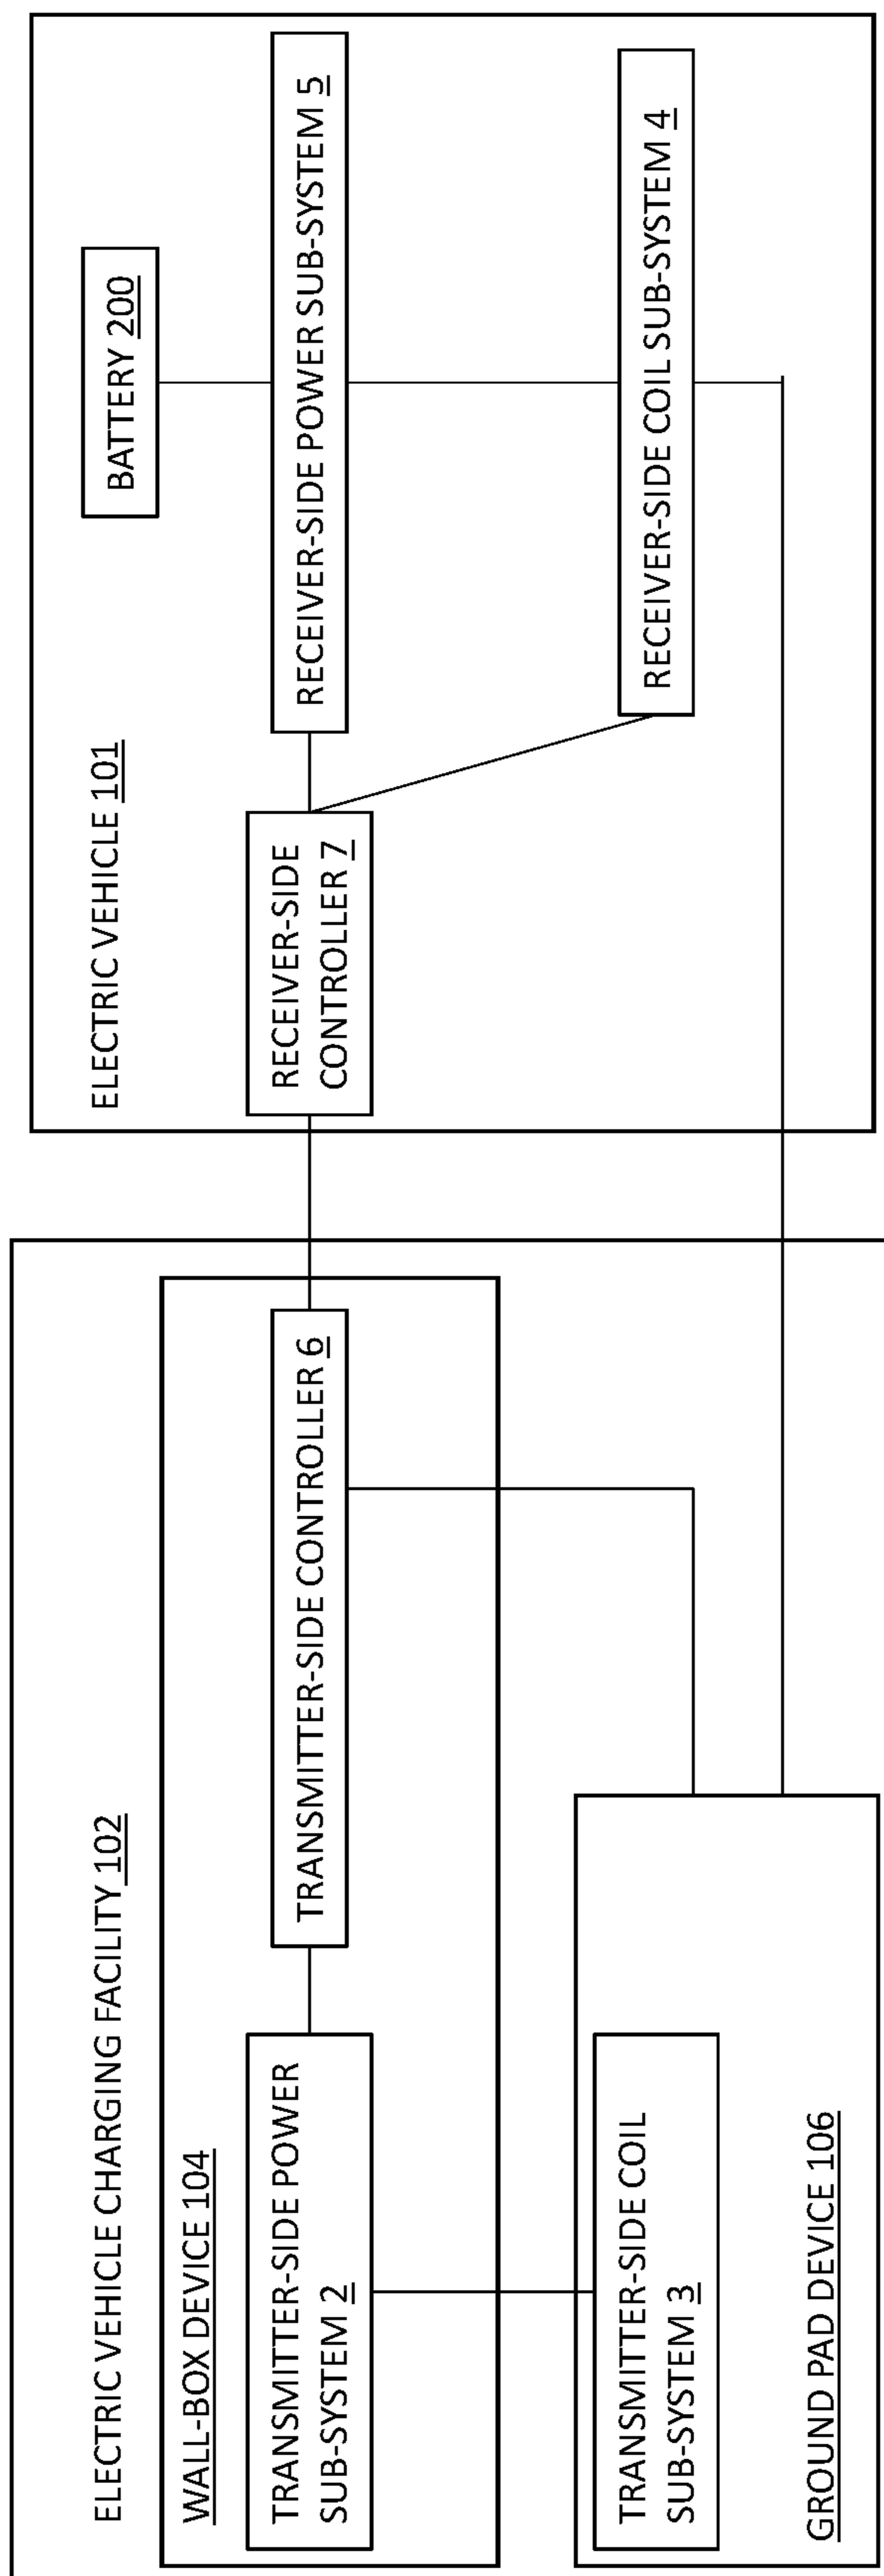 ELECTRIC VEHICLE CHARGING FACILITY 102
WALL-BOX DEVICE 104
TRANSMITTER-SIDE POWER
SUB-SYSTEM 2
TRANSMITTER-SIDE CONTROLLER 6
TRANSMITTER-SIDE COIL
SUB-SYSTEM 3
GROUND PAD DEVICE 106
ELECTRIC VEHICLE 101
BATTERY 200
RECEIVER-SIDE
CONTROLLER 7
RECEIVER-SIDE POWER SUB-SYSTEM 5
RECEIVER-SIDE COIL SUB-SYSTEM 4